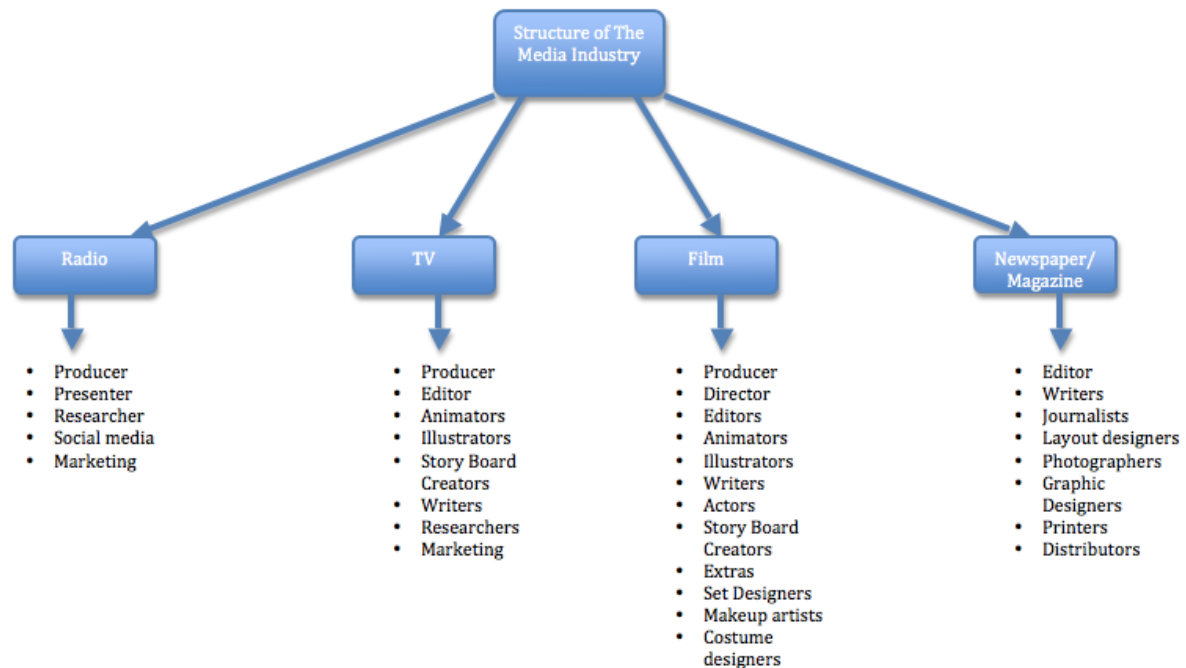 Structure of The
Media Industry
Radio
TV
Film
Newspaper/
Magazine
• Producer
• Presenter
• Researcher
• Social media
• Marketing
• Producer
• Editor
• Animators
• Illustrators
• Story Board
Creators
• Writers
• Researchers
• Marketing
• Producer
• Director
• Editors
• Animators
• Illustrators
• Writers
• Actors
• Story Board
Creators
• Extras
• Set Designers
• Makeup artists
• Costume
designers
• Editor
• Writers
• Journalists
• Layout designers
• Photographers
• Graphic
Designers
• Printers
• Distributors